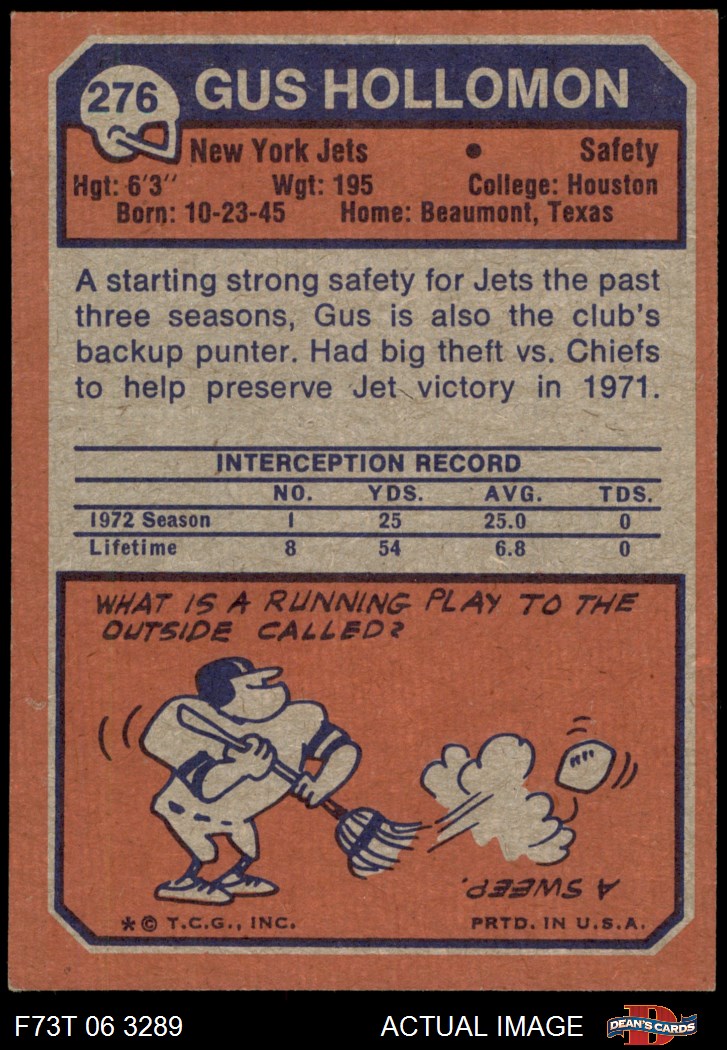 276
GUS HOLLOMON
New York Jets • Safety
Hgt: 6'3" Wgt: 195 College: Houston
Born: 10-23-45 Home: Beaumont, Texas
A starting strong safety for Jets the past
three seasons, Gus is also the club's
backup punter. Had big theft vs. Chiefs
to help preserve Jet victory in 1971.
INTERCEPTION RECORD
NO. YDS. AVG. TDS.
1972 Season 1 25 25.0 0
Lifetime 8 54 6.8 0
WHAT IS A RUNNING PLAY TO THE
OUTSIDE CALLED?
A SWEEP.
* © T.C.G., INC. PRTD. IN U.S.A.
F73T 06 3289 ACTUAL IMAGE
D
DEAN'S CARDS